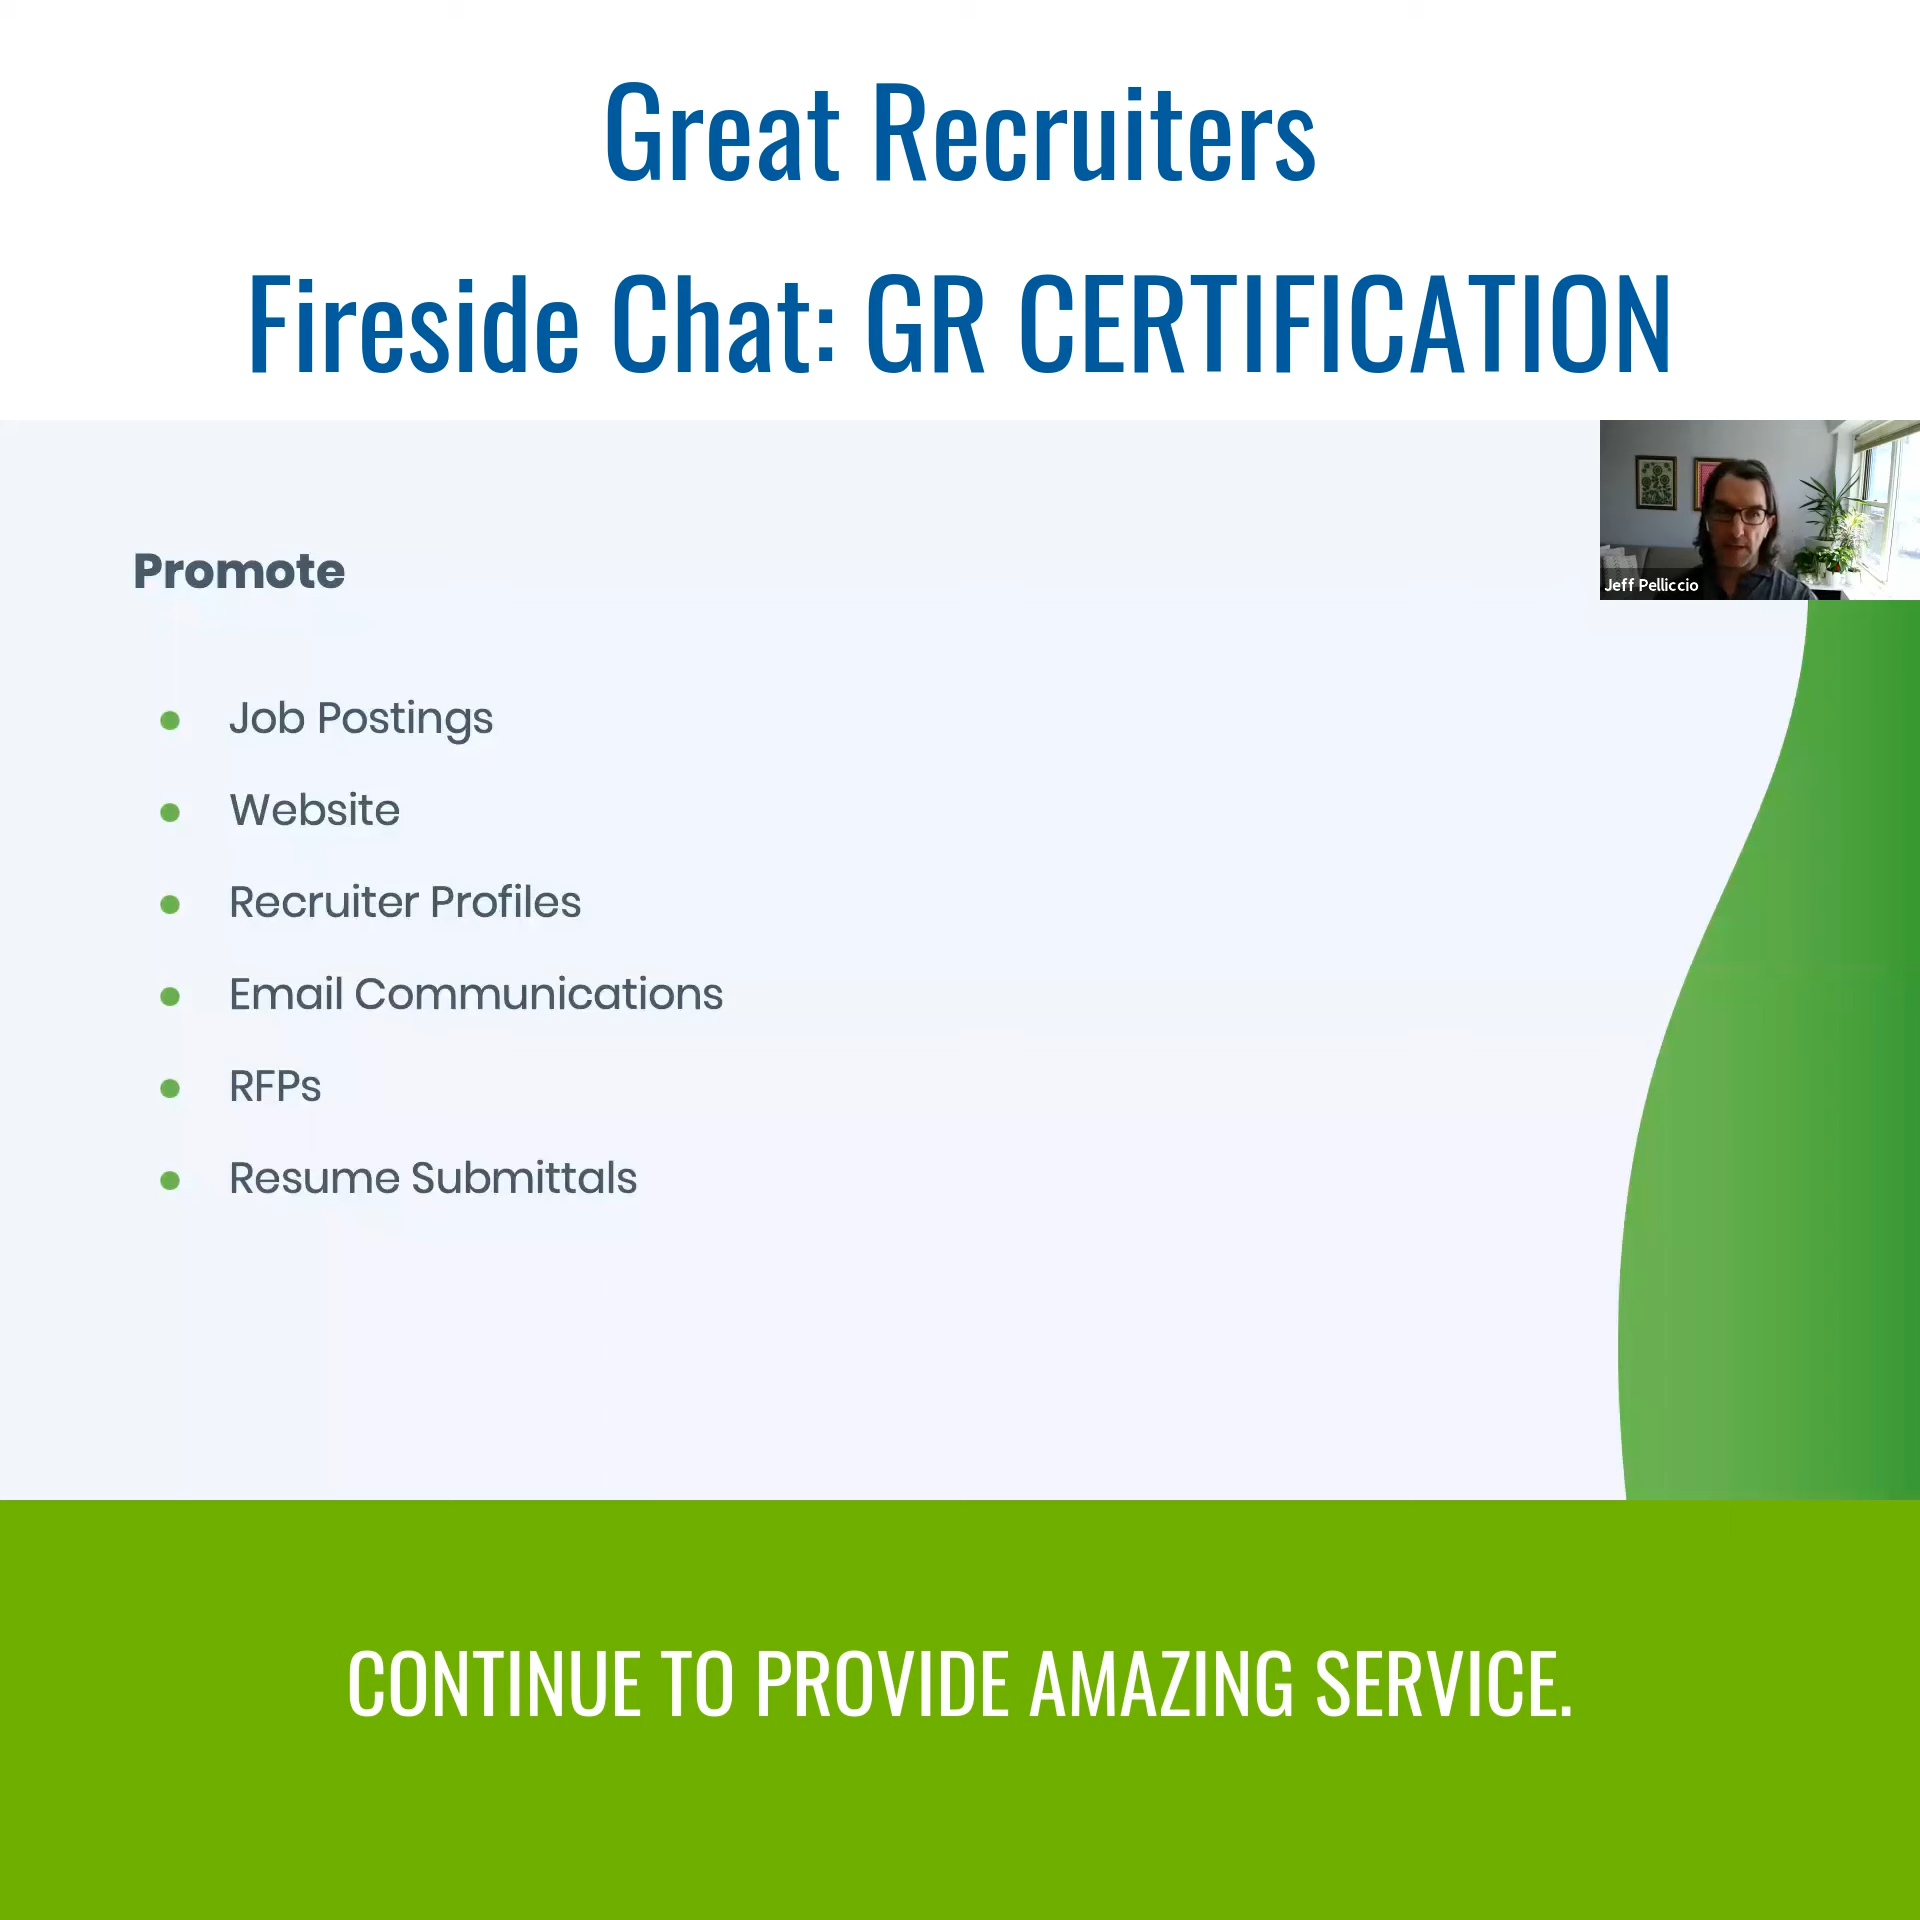 Great Recruiters
Fireside Chat: GR CERTIFICATION
Jeff Pelliccio
Promote
Job Postings
Website
Recruiter Profiles
Email Communications
RFPs
Resume Submittals
CONTINUE TO PROVIDE AMAZING SERVICE.